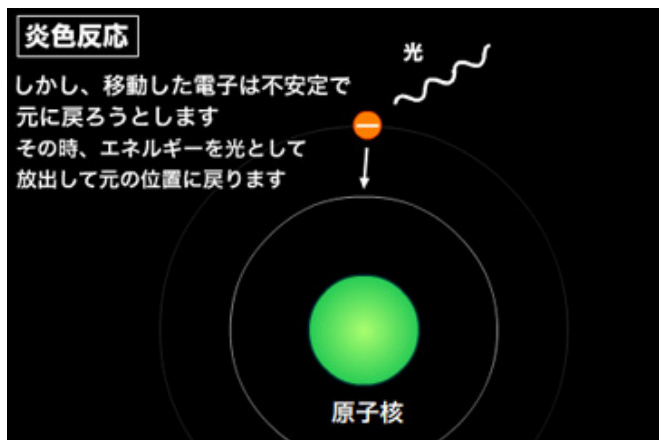 炎色反応
しかし、移動した電子は不安定で
元に戻ろうとします
その時、エネルギーを光として
放出して元の位置に戻ります
光
原子核